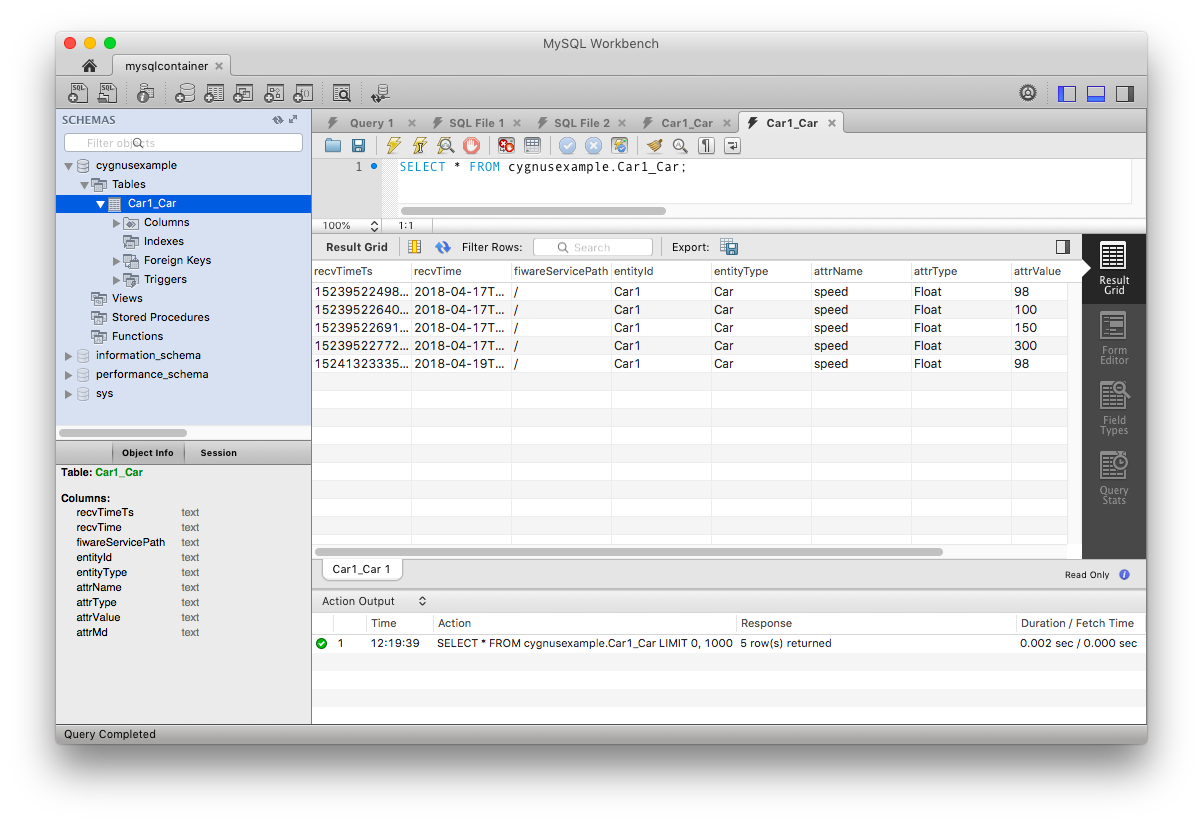 MySQL Workbench
mysqlcontainer
SCHEMAS
Filter objects
cygnusexample
Tables
Car1_Car
Columns
Indexes
Foreign Keys
Triggers
Views
Stored Procedures
Functions
information_schema
performance_schema
sys
Object Info Session
Table: Car1_Car
Columns:
recvTimeTs text
recvTime text
fiwareServicePath text
entityId text
entityType text
attrName text
attrType text
attrValue text
attrMd text
Query 1 SQL File 1 SQL File 2 Car1_Car Car1_Car
1 SELECT * FROM cygnusexample.Car1_Car;
100% 1:1
Result Grid Filter Rows: Search Export:
recvTimeTs recvTime fiwareServicePath entityId entityType attrName attrType attrValue
15239522498... 2018-04-17T... / Car1 Car speed Float 98
15239522640... 2018-04-17T... / Car1 Car speed Float 100
15239522691... 2018-04-17T... / Car1 Car speed Float 150
15239522772... 2018-04-17T... / Car1 Car speed Float 300
15241323335... 2018-04-19T... / Car1 Car speed Float 98
Result
Grid
Form
Editor
Field
Types
Query
Stats
Car1_Car 1
Read Only
Action Output
Time Action Response Duration / Fetch Time
1 12:19:39 SELECT * FROM cygnusexample.Car1_Car LIMIT 0, 1000 5 row(s) returned 0.002 sec / 0.000 sec
Query Completed